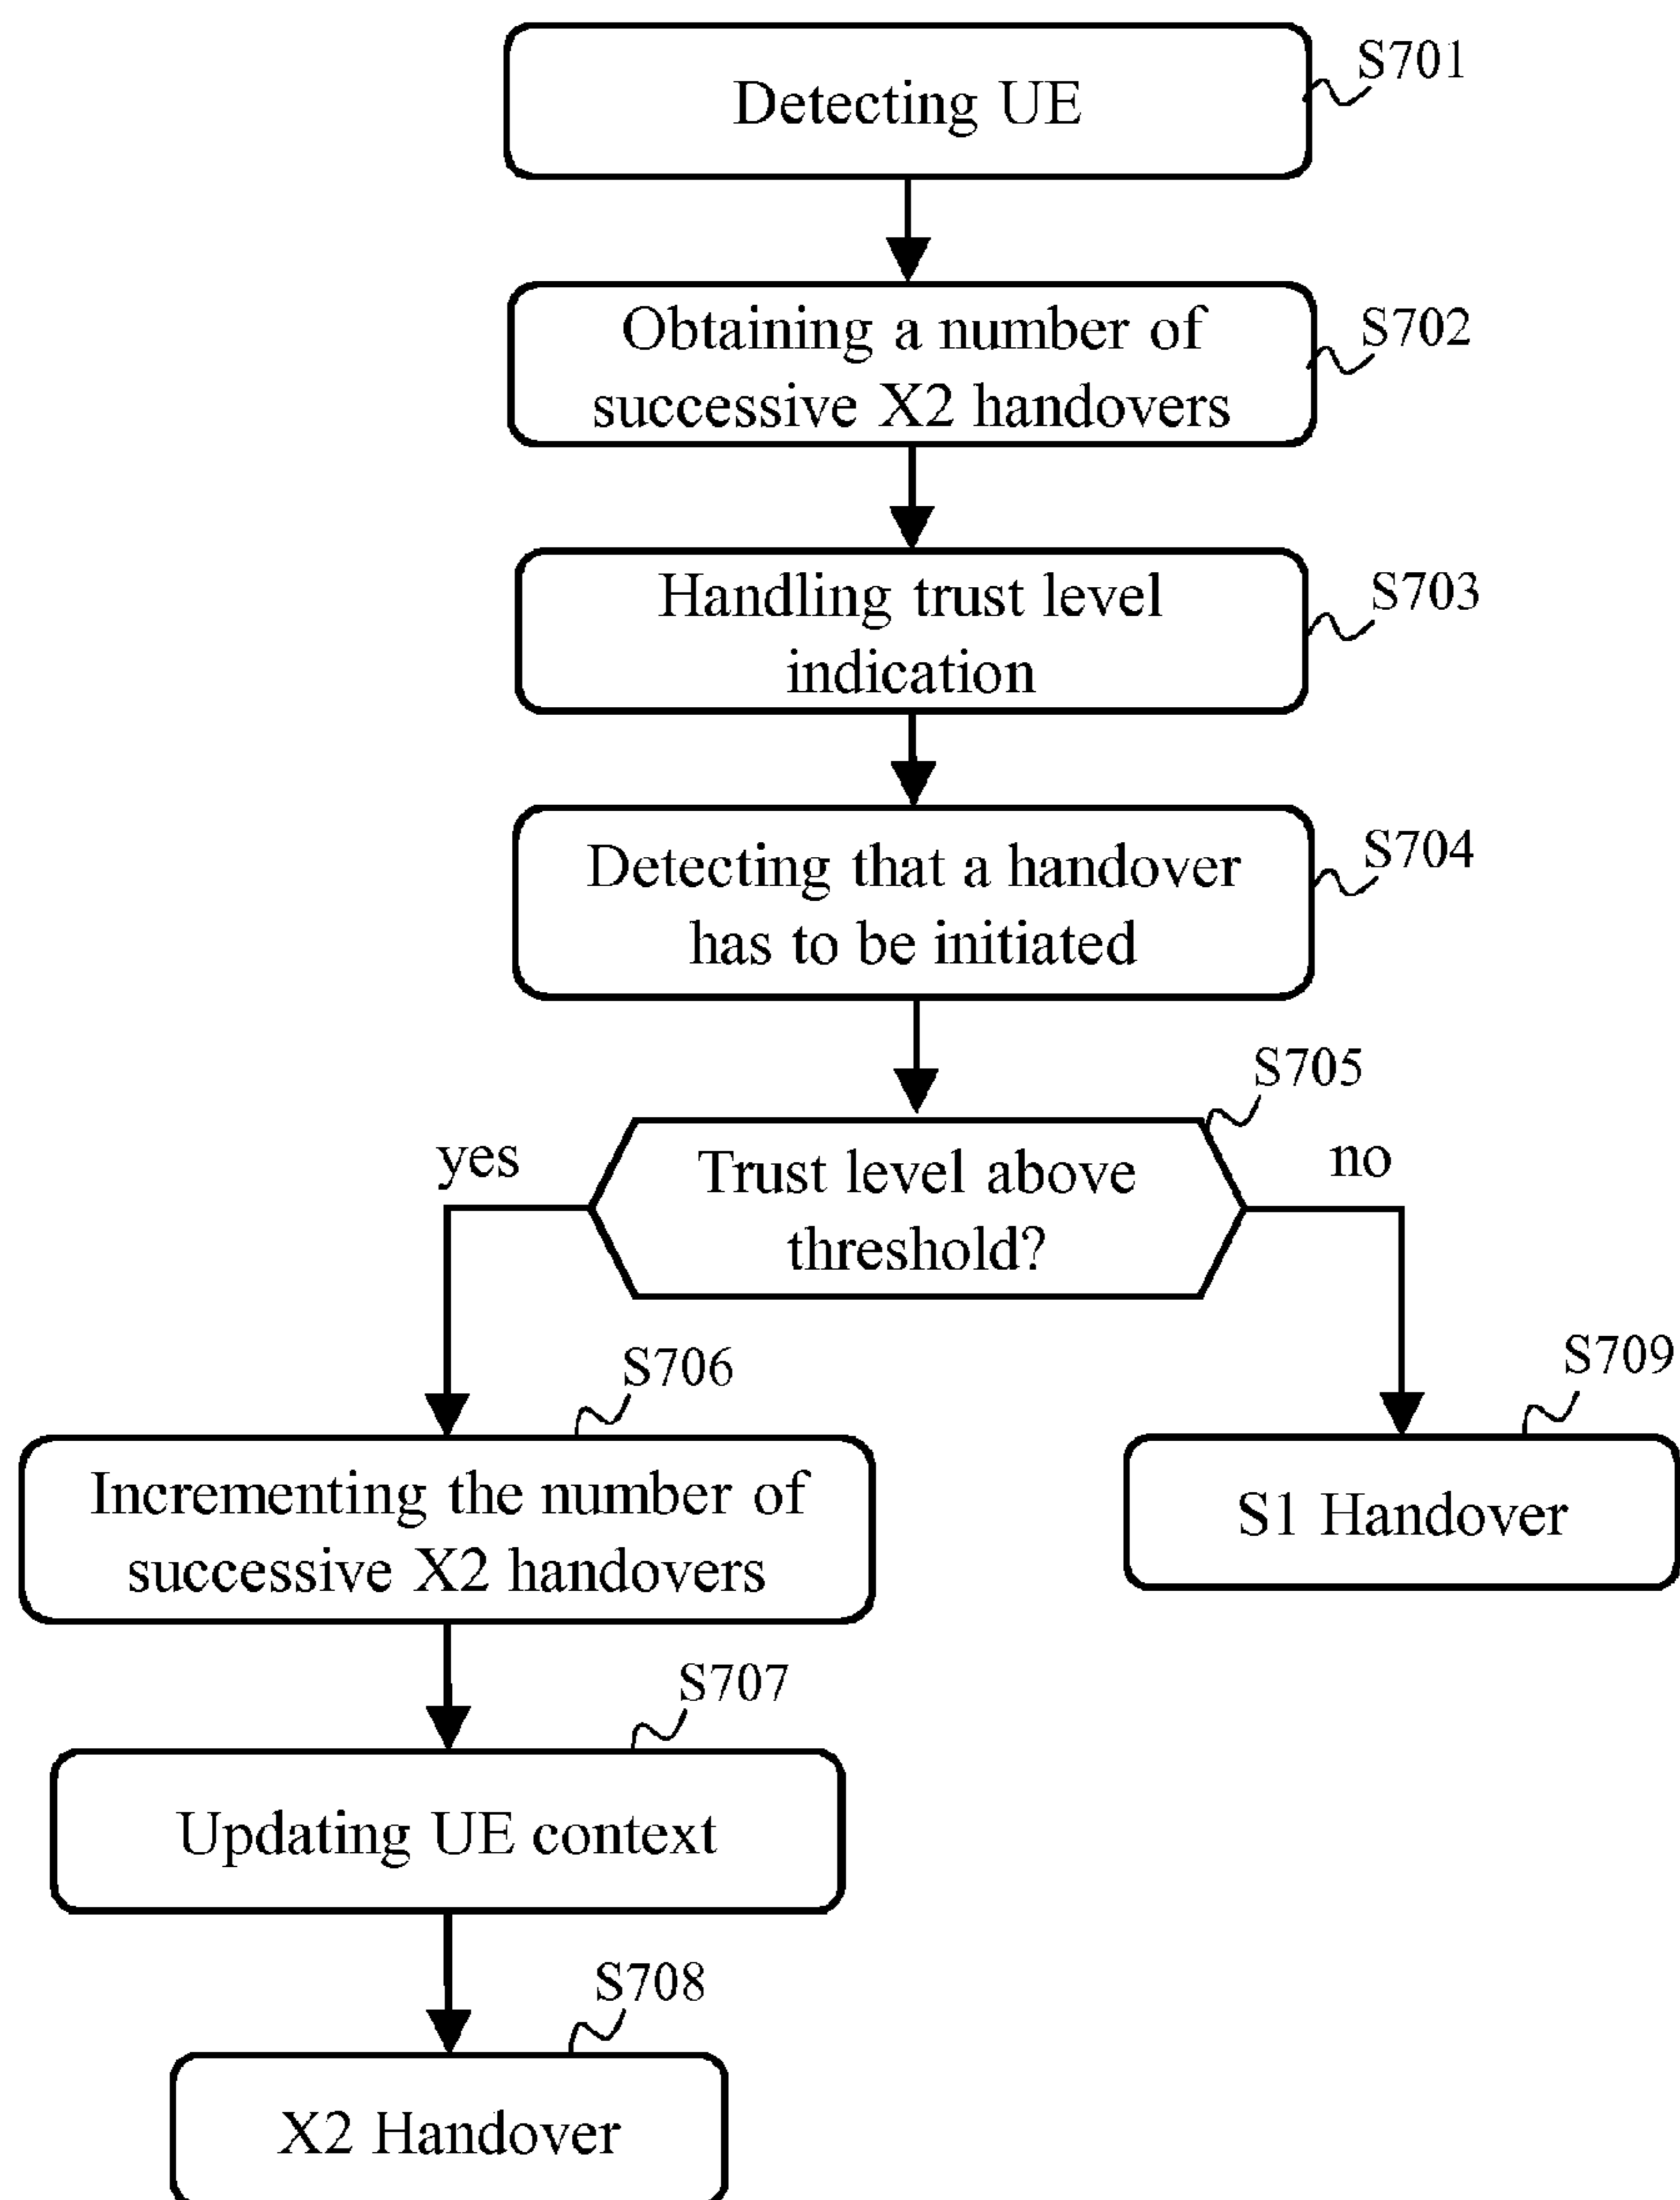 Detecting UE
S701
Obtaining a number of
successive X2 handovers
S702
Handling trust level
indication
S703
Detecting that a handover
has to be initiated
S704
S705
yes
Trust level above
threshold?
no
S706
Incrementing the number of
successive X2 handovers
S709
S1 Handover
S707
Updating UE context
S708
X2 Handover